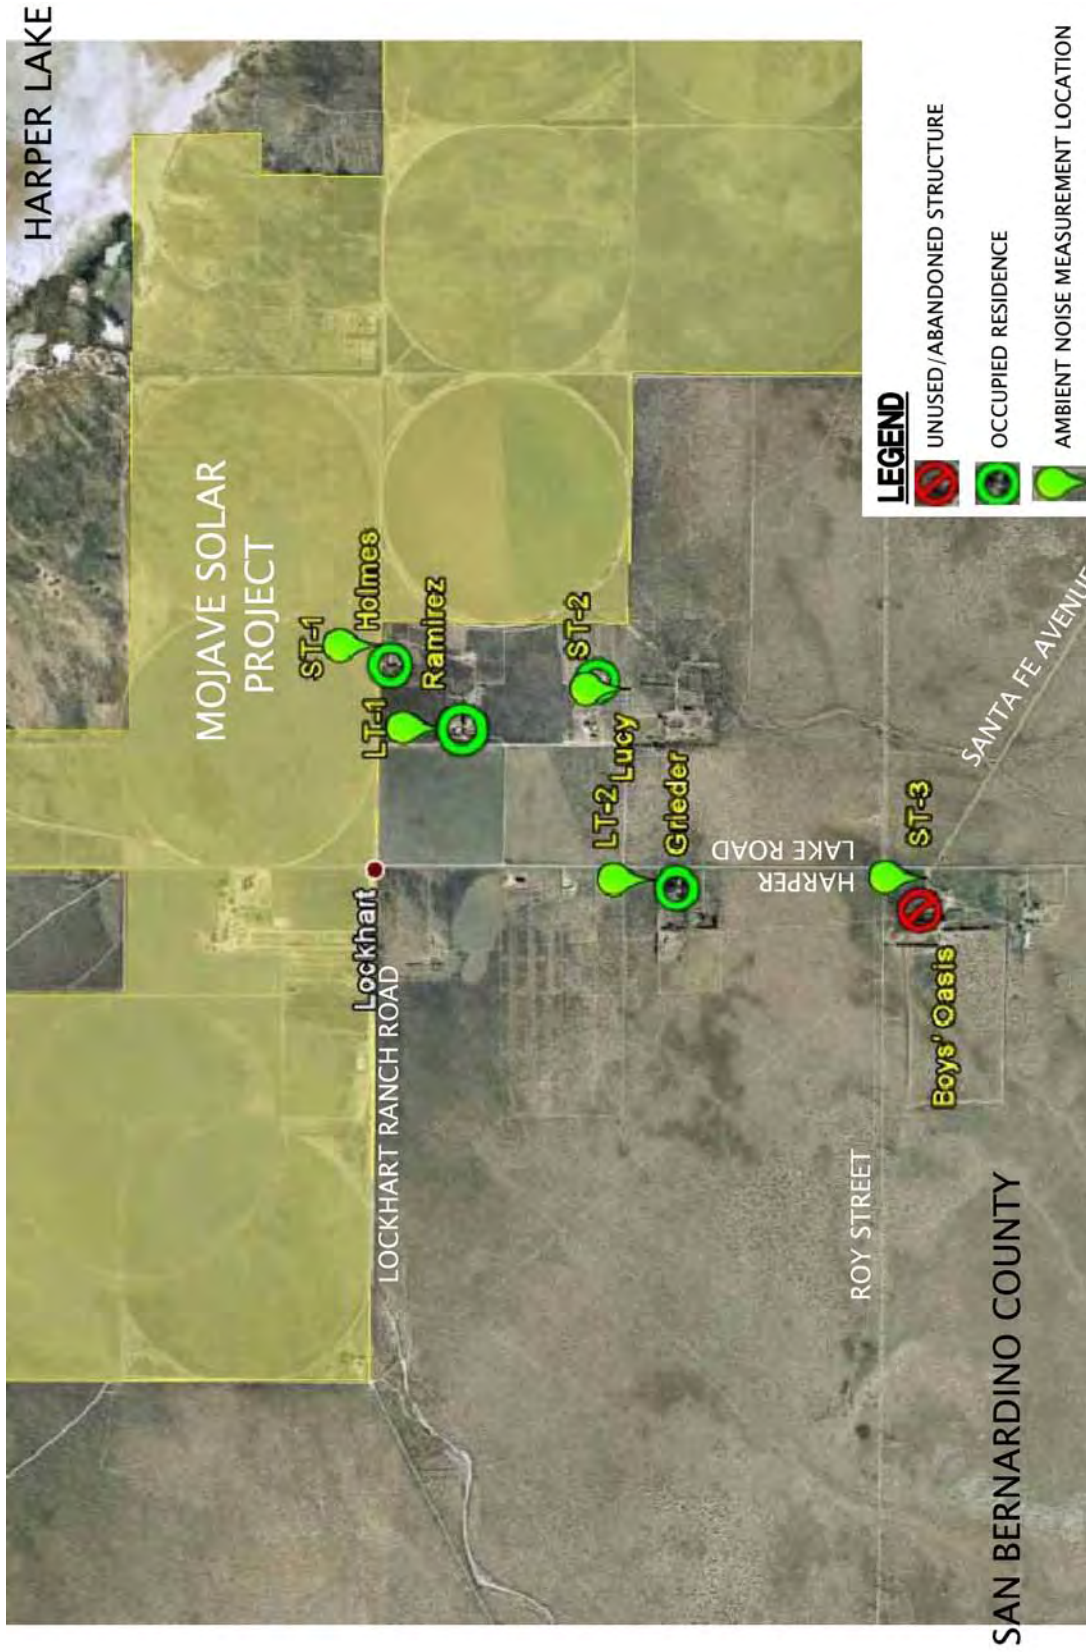 HARPER LAKE
MOJAVE SOLAR
PROJECT
ST-1
Holmes
LT-1
Ramirez
Lockhart
LOCKHART RANCH ROAD
ST-2
LT-2
Lucy
Grieder
HARPER
LAKE ROAD
ST-3
Boys' Oasis
ROY STREET
SANTA FE AVENUE
SAN BERNARDINO COUNTY
LEGEND
UNUSED/ABANDONED STRUCTURE
OCCUPIED RESIDENCE
AMBIENT NOISE MEASUREMENT LOCATION